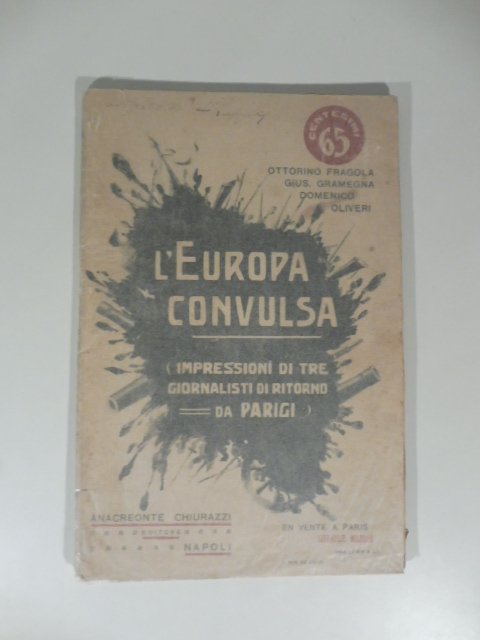 CENTESIMI
65
OTTORINO FRAGOLA
GIUS. GRAMEGNA
DOMENICO
OLIVERI
L'EUROPA
CONVULSA
( IMPRESSIONI DI TRE
GIORNALISTI DI RITORNO
DA PARIGI )
ANACREONTE CHIURAZZI
EDITORE
NAPOLI
EN VENTE A PARIS